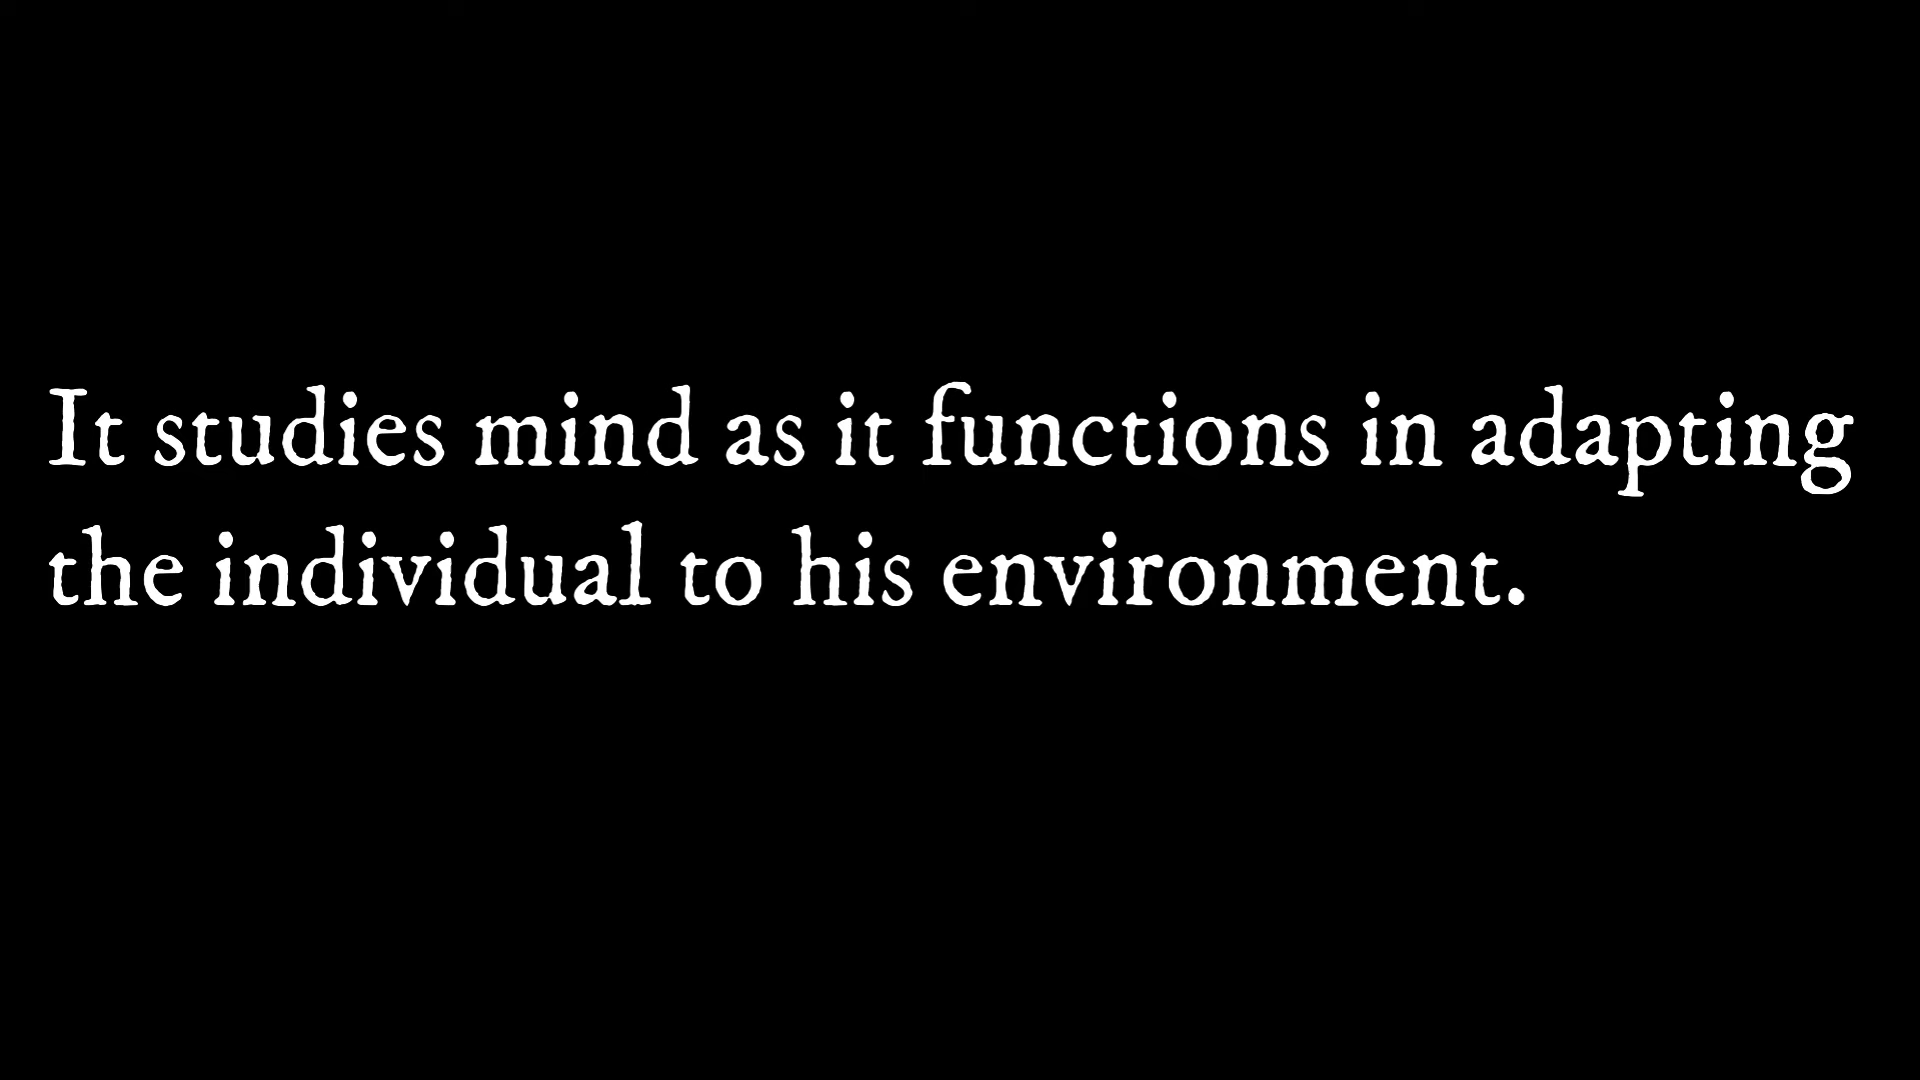 It studies mind as it functions in adapting
the individual to his environment.